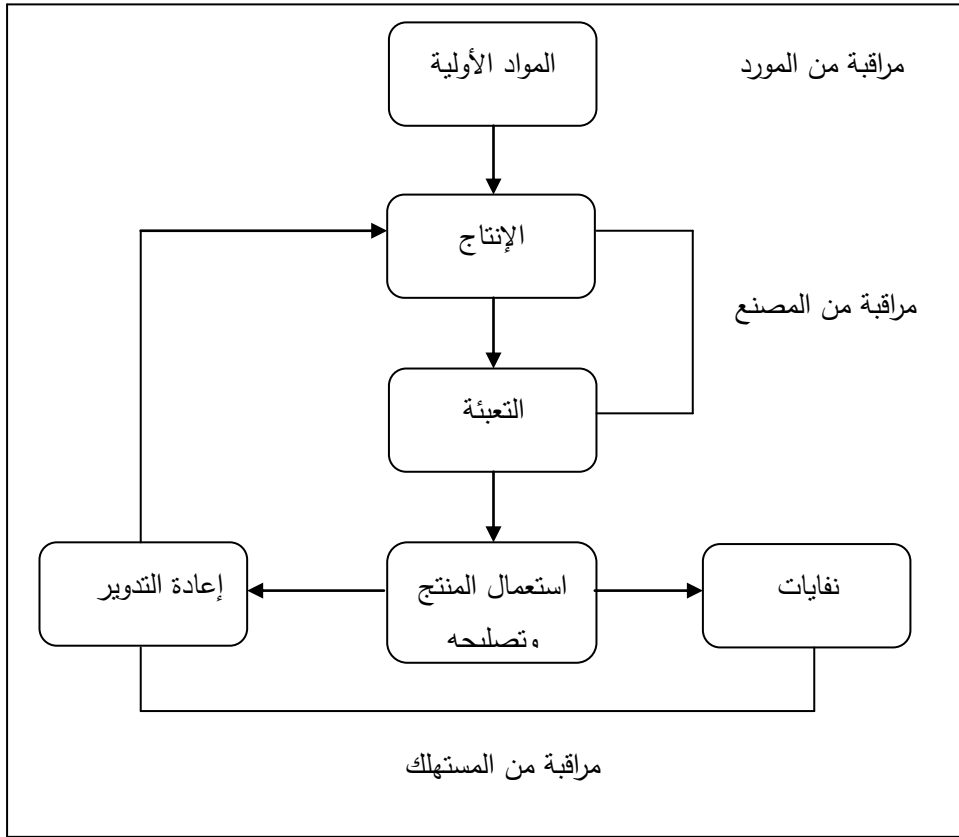 المواد الأولية
مراقبة من المورد
الإنتاج
مراقبة من المصنع
التعبئة
إعادة التدوير
استعمال المنتج
وتصليحه
نفايات
مراقبة من المستهلك